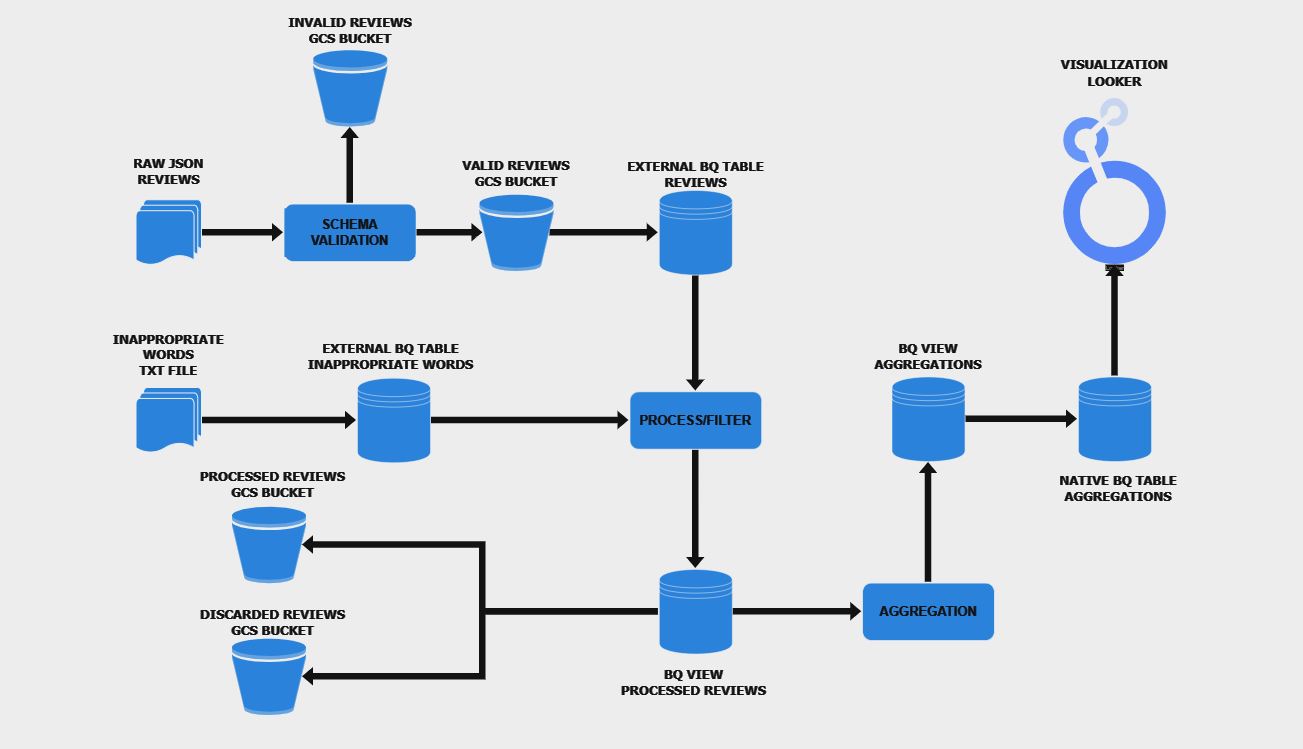 INVALID REVIEWS
GCS BUCKET
VISUALIZATION
LOOKER
RAW JSON
REVIEWS
SCHEMA
VALIDATION
VALID REVIEWS
GCS BUCKET
EXTERNAL BQ TABLE
REVIEWS
INAPPROPRIATE
WORDS
TXT FILE
EXTERNAL BQ TABLE
INAPPROPRIATE WORDS
PROCESS/FILTER
BQ VIEW
AGGREGATIONS
NATIVE BQ TABLE
AGGREGATIONS
PROCESSED REVIEWS
GCS BUCKET
DISCARDED REVIEWS
GCS BUCKET
BQ VIEW
PROCESSED REVIEWS
AGGREGATION